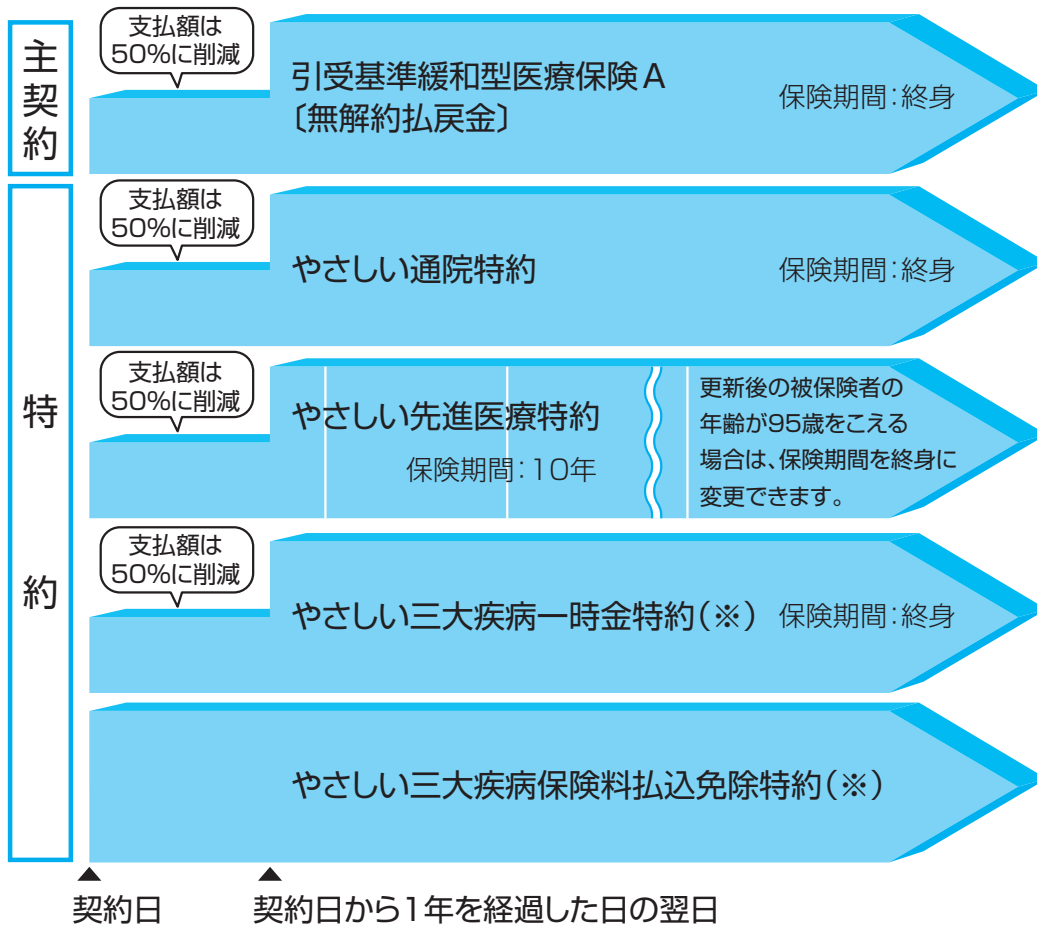 主契約
支払額は
50%に削減
引受基準緩和型医療保険A
〔無解約払戻金〕
保険期間：終身
特約
支払額は
50%に削減
やさしい通院特約
保険期間：終身
支払額は
50%に削減
やさしい先進医療特約
保険期間：10年
更新後の被保険者の
年齢が95歳をこえる
場合は、保険期間を終身に
変更できます。
支払額は
50%に削減
やさしい三大疾病一時金特約（※）
保険期間：終身
やさしい三大疾病保険料払込免除特約（※）
契約日
契約日から1年を経過した日の翌日